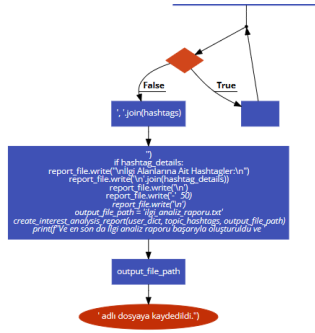 False
True
', '.join(hashtags)
")
if hashtag_details:
report_file.write("\nİlgi Alanlarına Ait Hashtagler:\n")
report_file.write('\n'.join(hashtag_details))
report_file.write('\n')
report_file.write('-' 50)
report_file.write('\n')
output_file_path = 'ilgi_analiz_raporu.txt'
create_interest_analysis_report(user_dict, topic_hashtags, output_file_path)
print(f"Ve en son da İlgi analiz raporu başarıyla oluşturuldu ve '
output_file_path
' adlı dosyaya kaydedildi.")